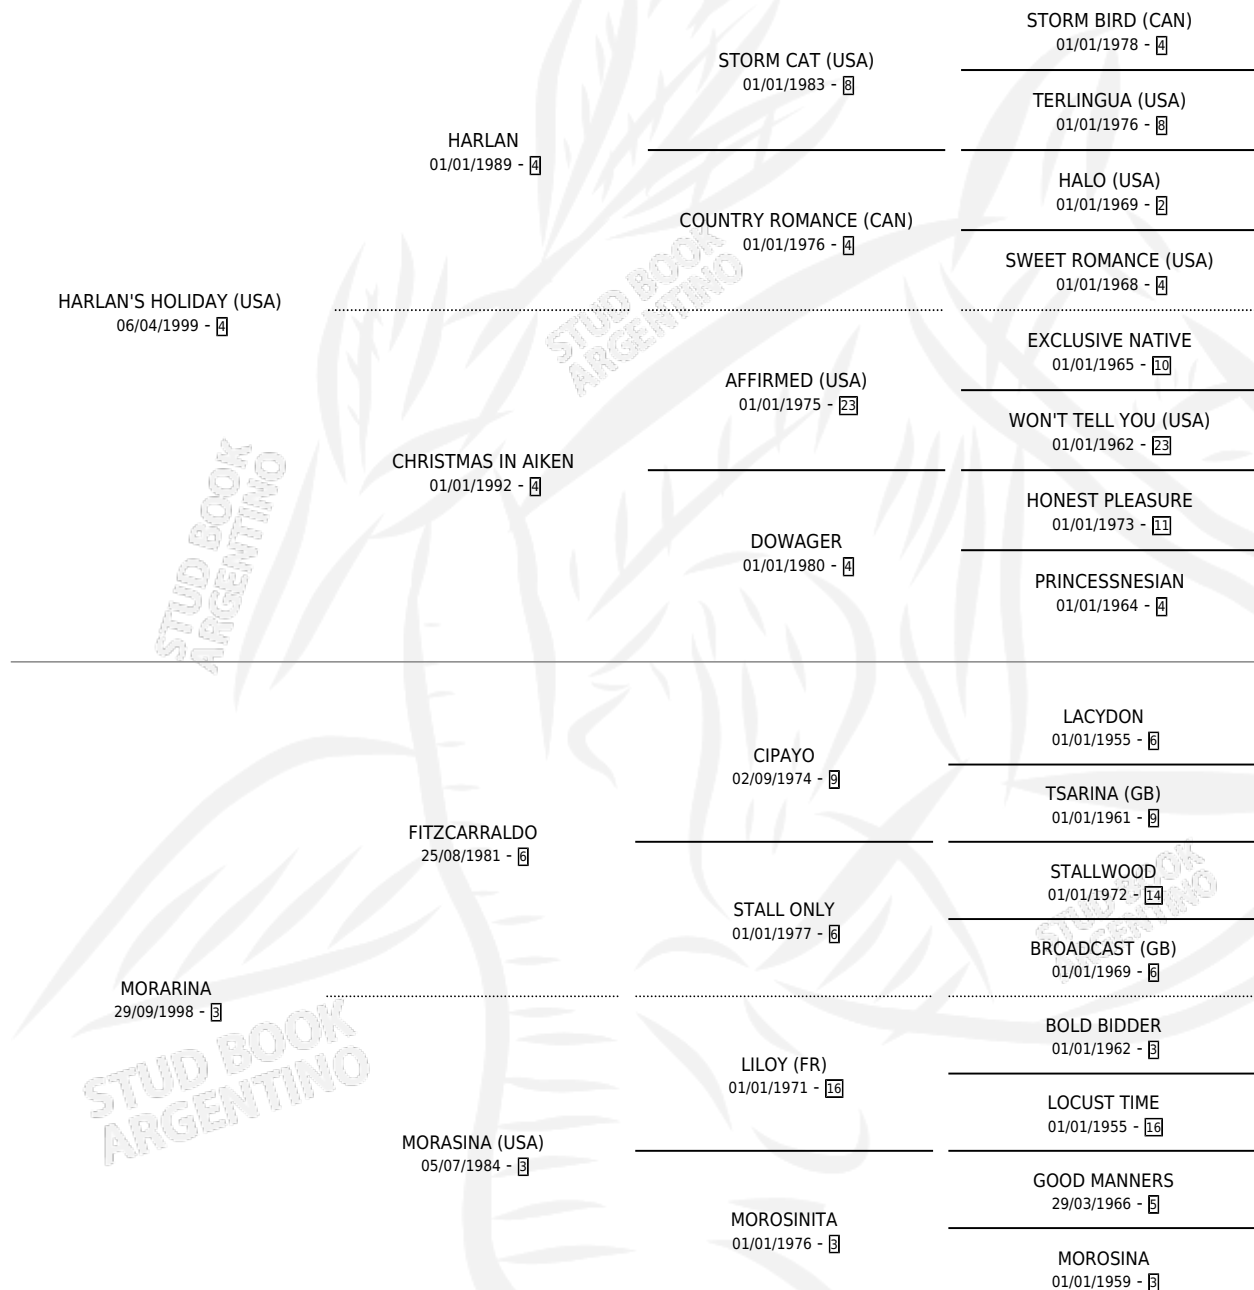 HARLAN'S HOLIDAY (USA)
06/04/1999 - 4
HARLAN
01/01/1989 - 4
CHRISTMAS IN AIKEN
01/01/1992 - 4
STORM CAT (USA)
01/01/1983 - 8
COUNTRY ROMANCE (CAN)
01/01/1976 - 4
AFFIRMED (USA)
01/01/1975 - 23
DOWAGER
01/01/1980 - 4
STORM BIRD (CAN)
01/01/1978 - 4
TERLINGUA (USA)
01/01/1976 - 8
HALO (USA)
01/01/1969 - 2
SWEET ROMANCE (USA)
01/01/1968 - 4
EXCLUSIVE NATIVE
01/01/1965 - 10
WON'T TELL YOU (USA)
01/01/1962 - 23
HONEST PLEASURE
01/01/1973 - 11
PRINCESSNESIAN
01/01/1964 - 4
STUD BOOK
ARGENTINO
STUD BOOK
ARGENTINO
MORARINA
29/09/1998 - 3
FITZCARRALDO
25/08/1981 - 6
MORASINA (USA)
05/07/1984 - 3
CIPAYO
02/09/1974 - 9
STALL ONLY
01/01/1977 - 6
LILOY (FR)
01/01/1971 - 16
MOROSINITA
01/01/1976 - 3
LACYDON
01/01/1955 - 6
TSARINA (GB)
01/01/1961 - 9
STALLWOOD
01/01/1972 - 14
BROADCAST (GB)
01/01/1969 - 6
BOLD BIDDER
01/01/1962 - 3
LOCUST TIME
01/01/1955 - 16
GOOD MANNERS
29/03/1966 - 5
MOROSINA
01/01/1959 - 3
STUD BOOK
ARGENTINO
STUD BOOK
ARGENTINO